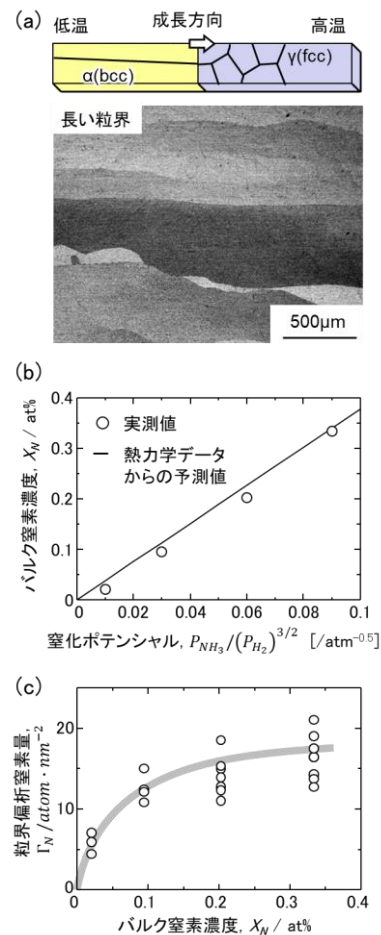 (a)
成長方向
低温
高温
α(bcc)
γ(fcc)
長い粒界
500μm
(b)
0.4
0.3
0.2
0.1
0
バルク窒素濃度, X_N / at%
○ 実測値
— 熱力学データ
からの予測値
0 0.02 0.04 0.06 0.08 0.1
窒化ポテンシャル, P_{NH_3}/(P_{H_2})^{3/2} [/atm^{-0.5}]
(c)
20
10
0
粒界偏析窒素量,
Γ_N/atom・nm^{-2}
0 0.1 0.2 0.3 0.4
バルク窒素濃度, X_N / at%